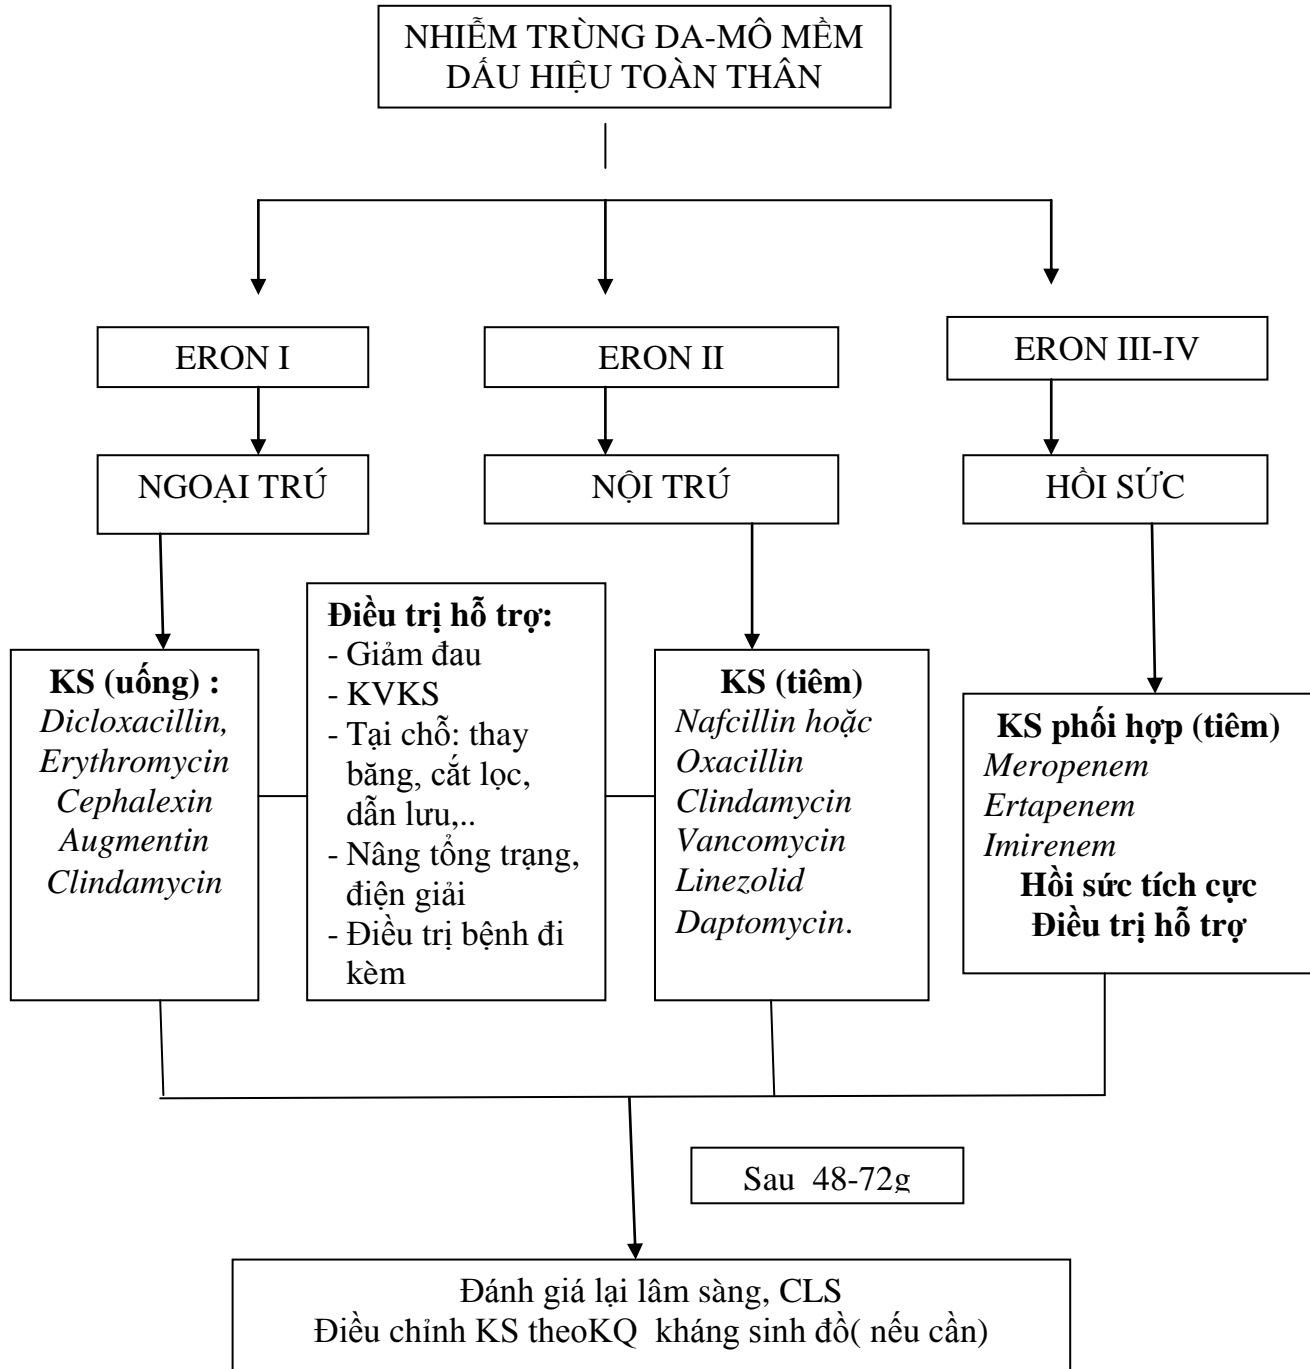 NHIỄM TRÙNG DA-MÔ MỀM
DẤU HIỆU TOÀN THÂN
ERON I
ERON II
ERON III-IV
NGOẠI TRÚ
NỘI TRÚ
HỒI SỨC
KS (uống) :
Dicloxacillin,
Erythromycin
Cephalexin
Augmentin
Clindamycin
Điều trị hỗ trợ:
- Giảm đau
- KVKS
- Tại chỗ: thay
băng, cắt lọc,
dẫn lưu,..
- Nâng tổng trạng,
điện giải
- Điều trị bệnh đi
kèm
KS (tiêm)
Nafcillin hoặc
Oxacillin
Clindamycin
Vancomycin
Linezolid
Daptomycin.
KS phối hợp (tiêm)
Meropenem
Ertapenem
Imirenem
Hồi sức tích cực
Điều trị hỗ trợ
Sau 48-72g
Đánh giá lại lâm sàng, CLS
Điều chỉnh KS theoKQ kháng sinh đồ( nếu cần)